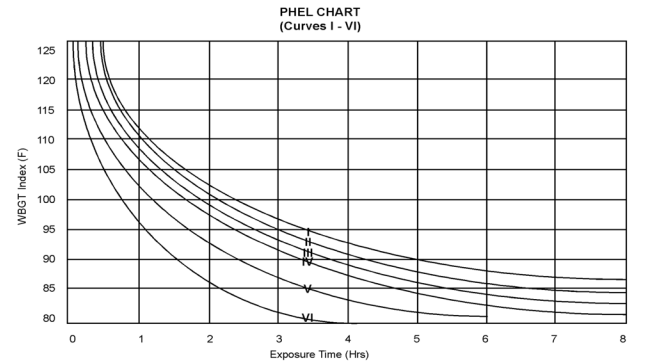 PHEL CHART
(Curves I - VI)
125
120
115
110
105
100
95
90
85
80
WBGT Index (F)
I
II
III
IV
V
VI
0 1 2 3 4 5 6 7 8
Exposure Time (Hrs)